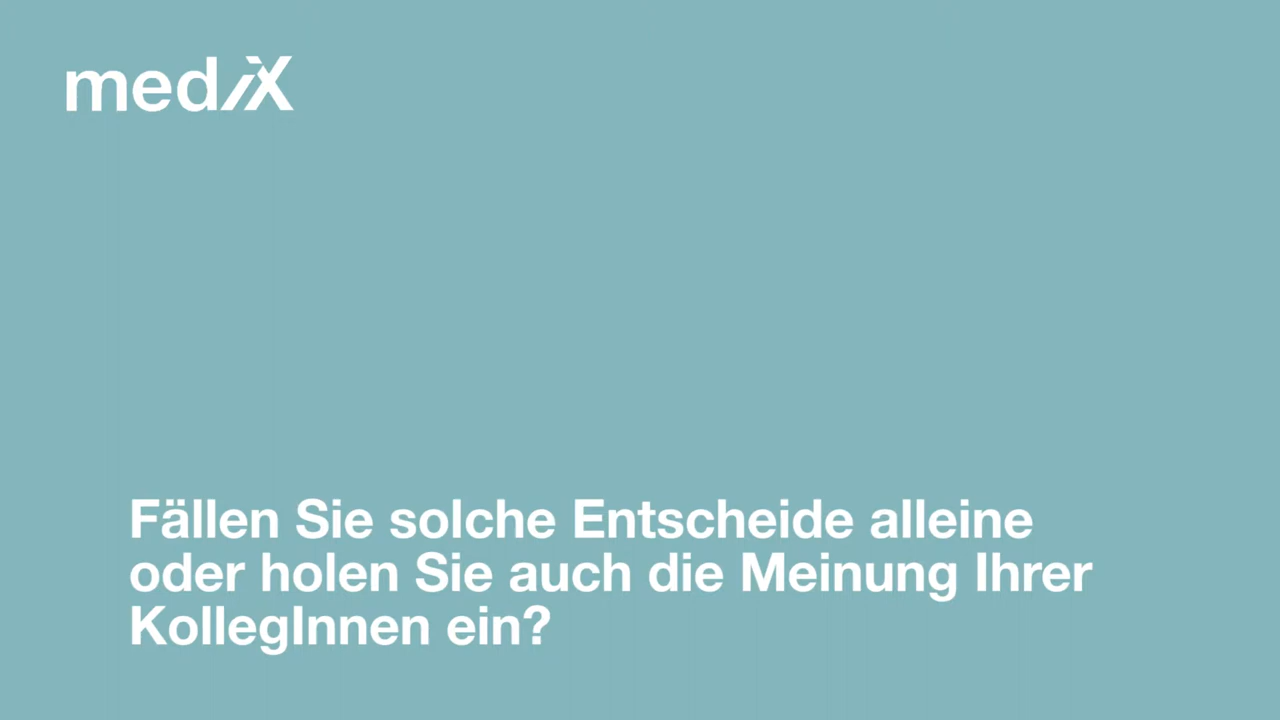 mediX
Fällen Sie solche Entscheide alleine
oder holen Sie auch die Meinung Ihrer
KollegInnen ein?